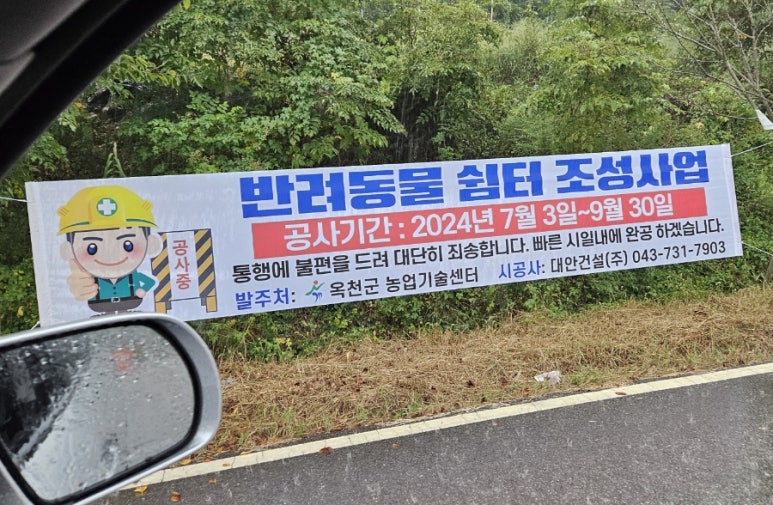 반려동물 쉼터 조성사업
공사기간 : 2024년 7월 3일~9월 30일
통행에 불편을 드려 대단히 죄송합니다. 빠른 시일내에 완공 하겠습니다.
발주처: 옥천군 농업기술센터 시공사: 대안건설(주) 043-731-7903
공사중